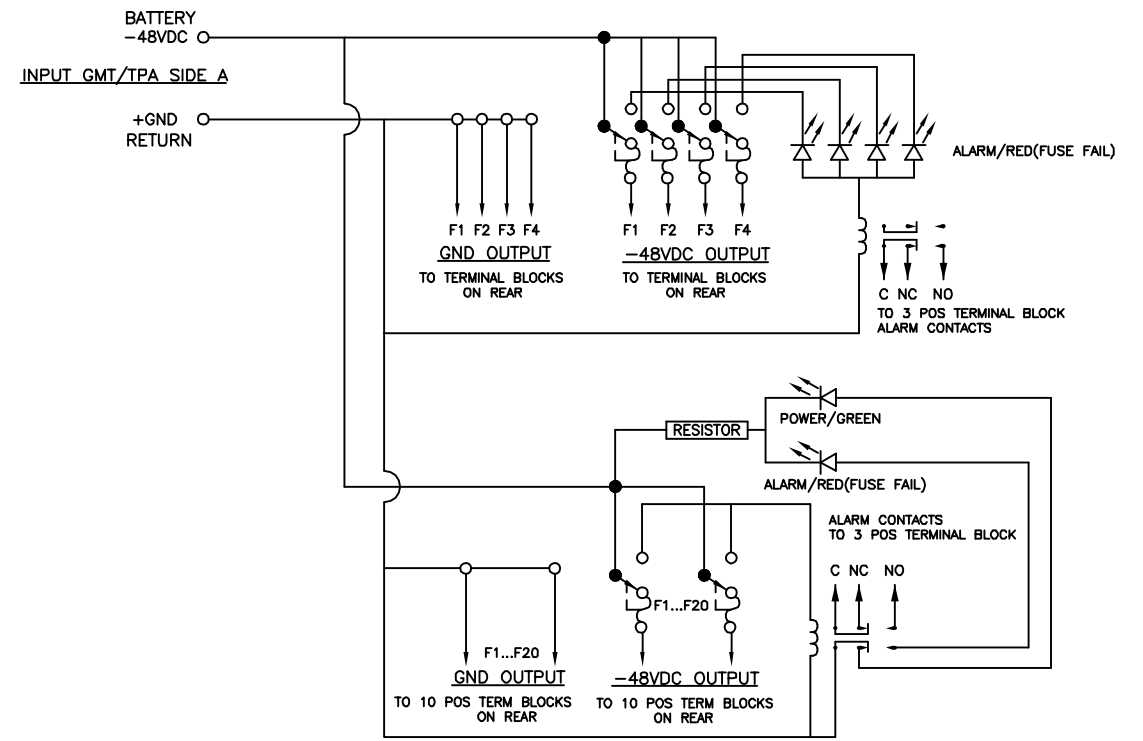 BATTERY
-48VDC
INPUT GMT/TPA SIDE A
+GND
RETURN
ALARM/RED(FUSE FAIL)
F1 F2 F3 F4
GND OUTPUT
TO TERMINAL BLOCKS
ON REAR
F1 F2 F3 F4
-48VDC OUTPUT
TO TERMINAL BLOCKS
ON REAR
C NC NO
TO 3 POS TERMINAL BLOCK
ALARM CONTACTS
POWER/GREEN
RESISTOR
ALARM/RED(FUSE FAIL)
ALARM CONTACTS
TO 3 POS TERMINAL BLOCK
C NC NO
F1...F20
F1...F20
GND OUTPUT
TO 10 POS TERM BLOCKS
ON REAR
-48VDC OUTPUT
TO 10 POS TERM BLOCKS
ON REAR